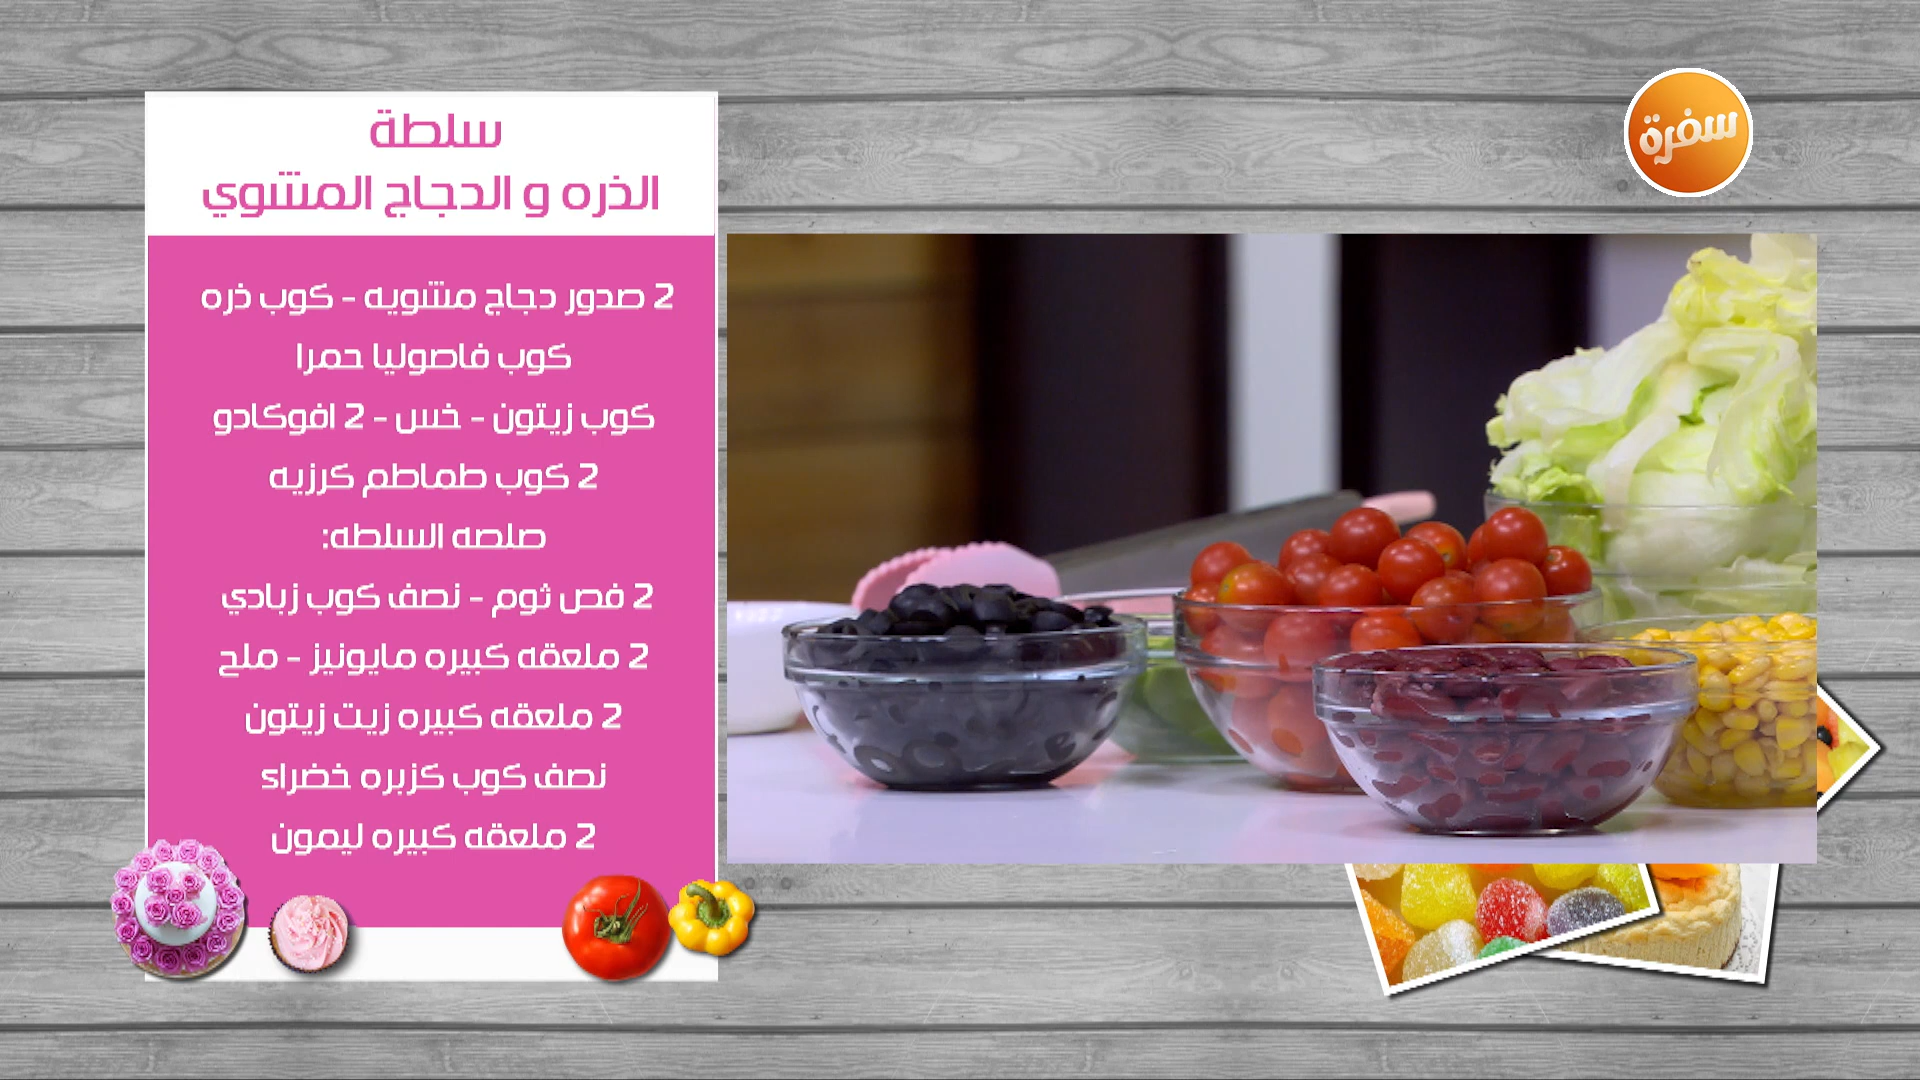 سلطة
الذره و الدجاج المشوي
2 صدور دجاج مشويه - كوب ذره
كوب فاصوليا حمرا
كوب زيتون - خس - 2 افوكادو
2 كوب طماطم كرزيه
صلصه السلطه:
2 فص ثوم - نصف كوب زبادي
2 ملعقه كبيره مايونيز - ملح
2 ملعقه كبيره زيت زيتون
نصف كوب كزبره خضراء
2 ملعقه كبيره ليمون
سفرة